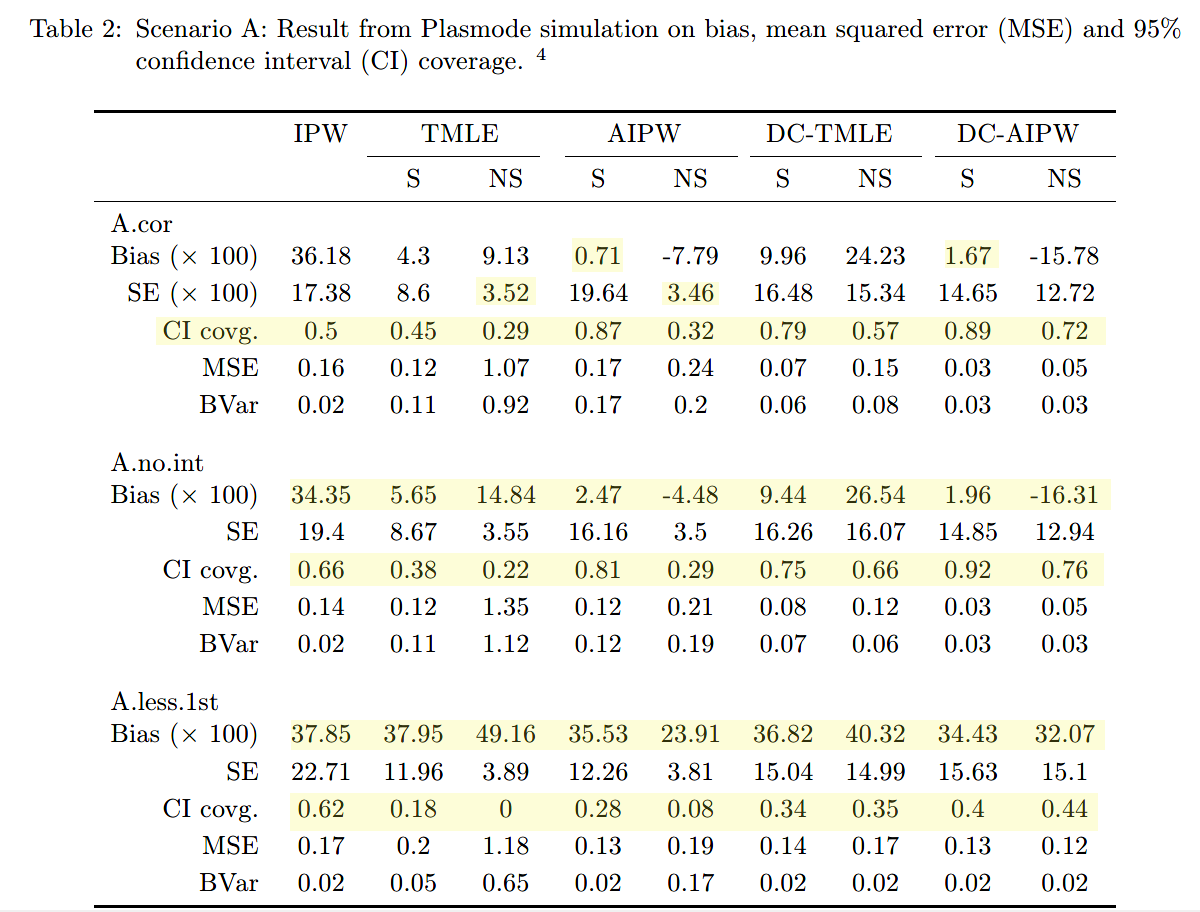 Table 2: Scenario A: Result from Plasmode simulation on bias, mean squared error (MSE) and 95%
confidence interval (CI) coverage. 4
IPW TMLE AIPW DC-TMLE DC-AIPW
S NS S NS S NS S NS
A.cor
Bias (× 100) 36.18 4.3 9.13 0.71 -7.79 9.96 24.23 1.67 -15.78
SE (× 100) 17.38 8.6 3.52 19.64 3.46 16.48 15.34 14.65 12.72
CI covg. 0.5 0.45 0.29 0.87 0.32 0.79 0.57 0.89 0.72
MSE 0.16 0.12 1.07 0.17 0.24 0.07 0.15 0.03 0.05
BVar 0.02 0.11 0.92 0.17 0.2 0.06 0.08 0.03 0.03
A.no.int
Bias (× 100) 34.35 5.65 14.84 2.47 -4.48 9.44 26.54 1.96 -16.31
SE 19.4 8.67 3.55 16.16 3.5 16.26 16.07 14.85 12.94
CI covg. 0.66 0.38 0.22 0.81 0.29 0.75 0.66 0.92 0.76
MSE 0.14 0.12 1.35 0.12 0.21 0.08 0.12 0.03 0.05
BVar 0.02 0.11 1.12 0.12 0.19 0.07 0.06 0.03 0.03
A.less.1st
Bias (× 100) 37.85 37.95 49.16 35.53 23.91 36.82 40.32 34.43 32.07
SE 22.71 11.96 3.89 12.26 3.81 15.04 14.99 15.63 15.1
CI covg. 0.62 0.18 0 0.28 0.08 0.34 0.35 0.4 0.44
MSE 0.17 0.2 1.18 0.13 0.19 0.14 0.17 0.13 0.12
BVar 0.02 0.05 0.65 0.02 0.17 0.02 0.02 0.02 0.02